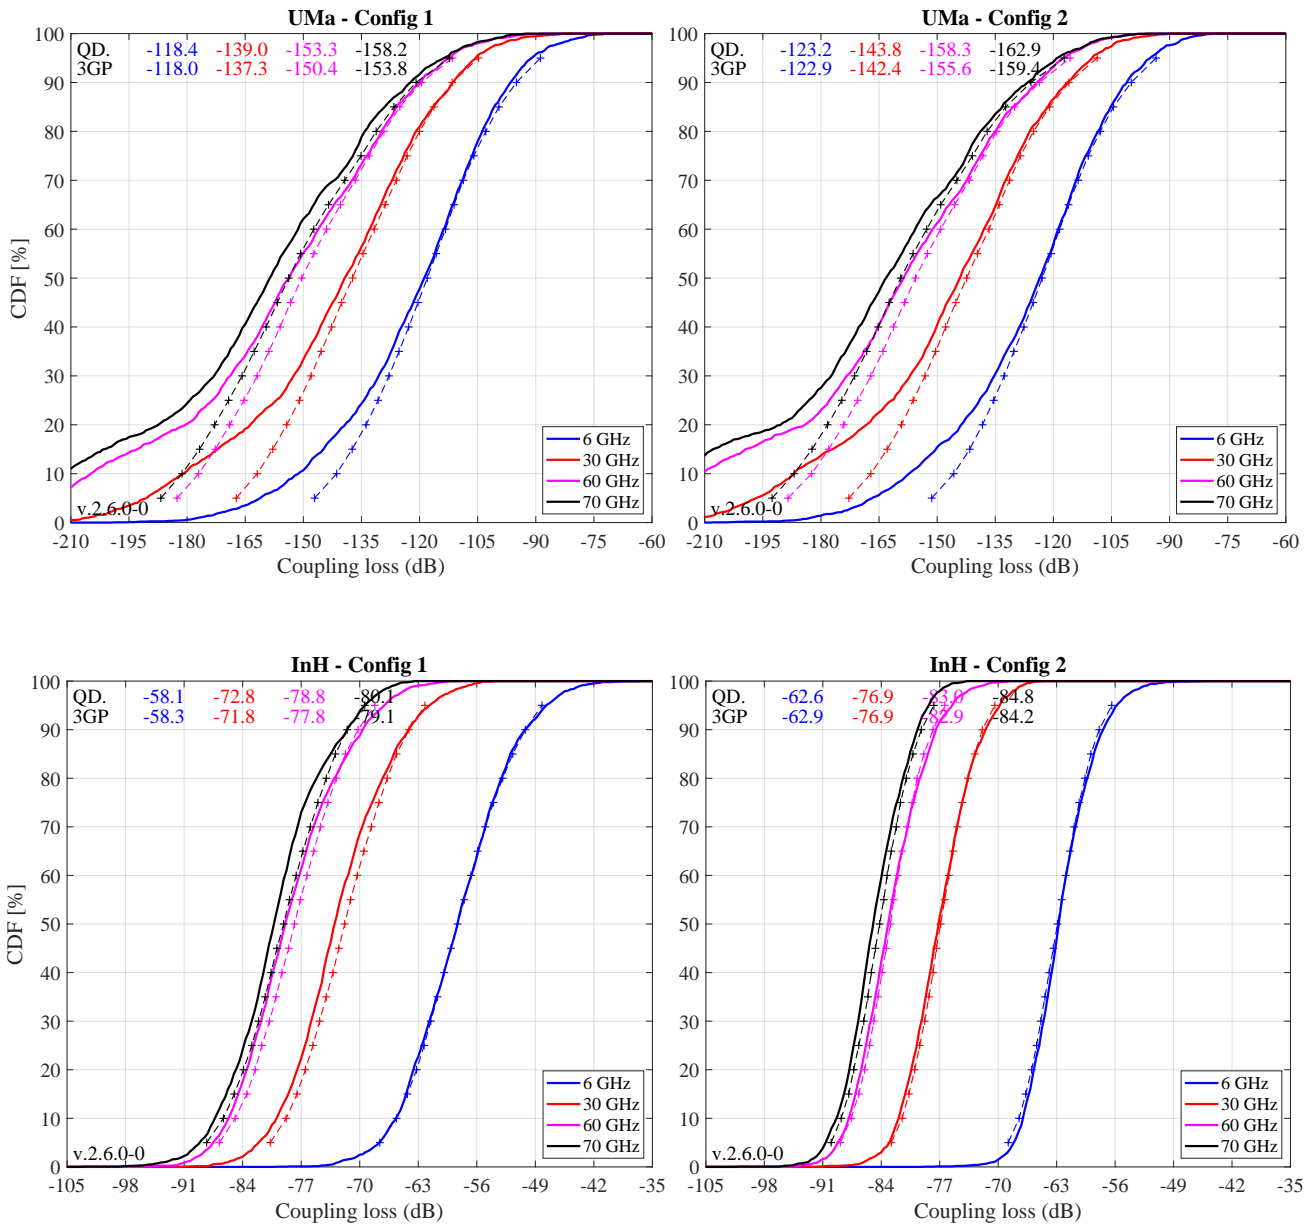 UMa - Config 1
QD. -118.4 -139.0 -153.3 -158.2
3GP -118.0 -137.3 -150.4 -153.8
100
90
80
70
60
50
40
30
20
10
0
CDF [%]
v.2.6.0-0
6 GHz
30 GHz
60 GHz
70 GHz
-210 -195 -180 -165 -150 -135 -120 -105 -90 -75 -60
Coupling loss (dB)
UMa - Config 2
QD. -123.2 -143.8 -158.3 -162.9
3GP -122.9 -142.4 -155.6 -159.4
100
90
80
70
60
50
40
30
20
10
0
v.2.6.0-0
6 GHz
30 GHz
60 GHz
70 GHz
-210 -195 -180 -165 -150 -135 -120 -105 -90 -75 -60
Coupling loss (dB)
InH - Config 1
QD. -58.1 -72.8 -78.8 -80.1
3GP -58.3 -71.8 -77.8 -79.1
100
90
80
70
60
50
40
30
20
10
0
CDF [%]
v.2.6.0-0
6 GHz
30 GHz
60 GHz
70 GHz
-105 -98 -91 -84 -77 -70 -63 -56 -49 -42 -35
Coupling loss (dB)
InH - Config 2
QD. -62.6 -76.9 -83.0 -84.8
3GP -62.9 -76.9 -82.9 -84.2
100
90
80
70
60
50
40
30
20
10
0
v.2.6.0-0
6 GHz
30 GHz
60 GHz
70 GHz
-105 -98 -91 -84 -77 -70 -63 -56 -49 -42 -35
Coupling loss (dB)